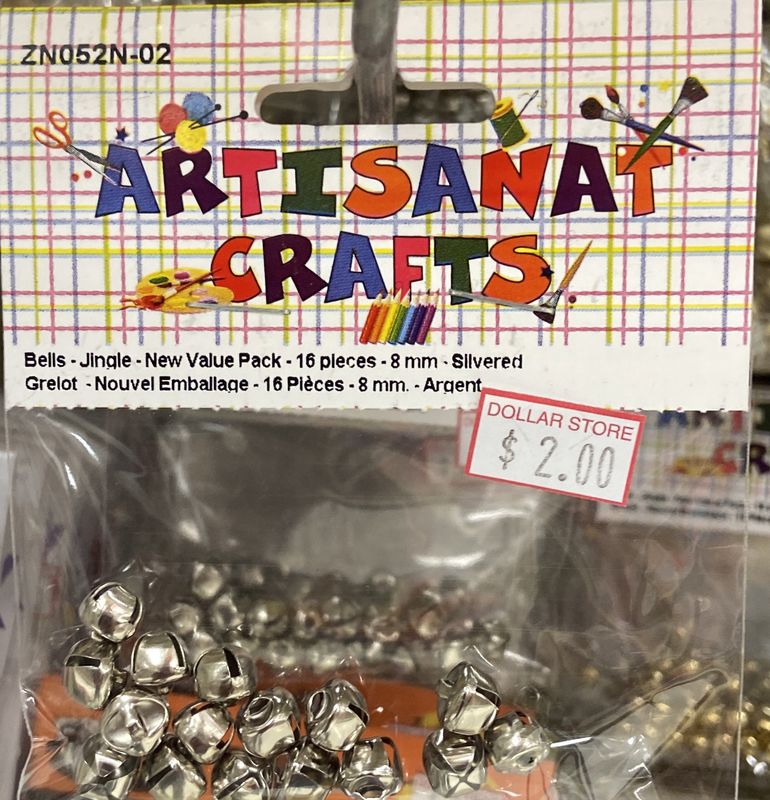 ZN052N-02
ARTISANAT
CRAFTS
Bells - Jingle - New Value Pack - 16 pieces - 8 mm - Silvered
Grelot - Nouvel Emballage - 16 Pièces - 8 mm. - Argent
DOLLAR STORE
$ 2.00